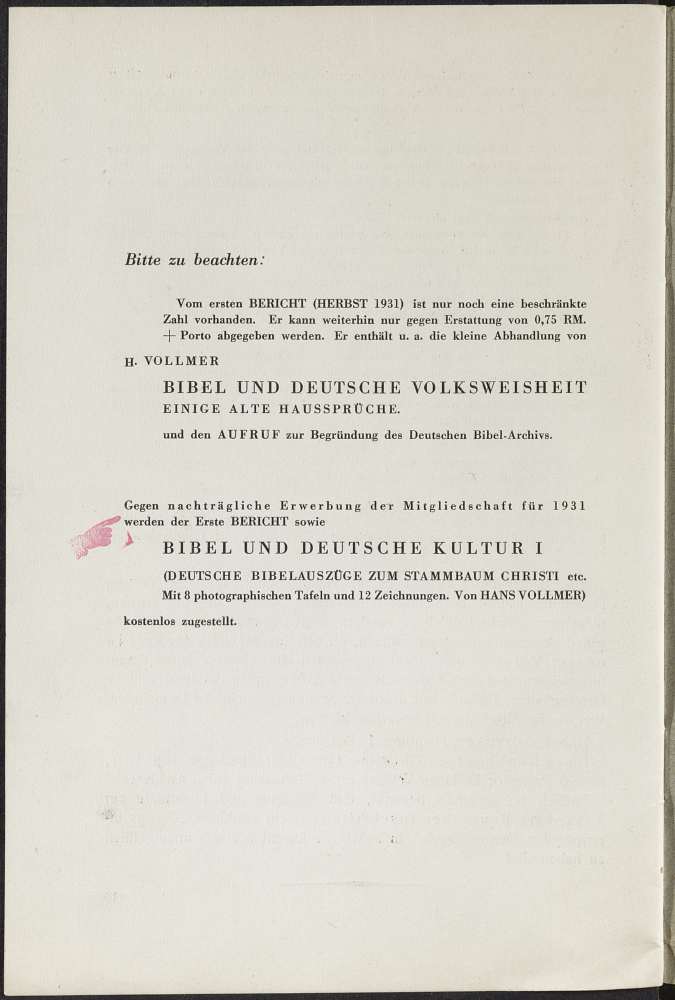 Bitte zu beachten:
Vom ersten BERICHT (HERBST 1931) ist nur noch eine beschränkte
Zahl vorhanden. Er kann weiterhin nur gegen Erstattung von 0,75 RM.
+ Porto abgegeben werden. Er enthält u. a. die kleine Abhandlung von
H. VOLLMER
BIBEL UND DEUTSCHE VOLKSWEISHEIT
EINIGE ALTE HAUSSPRÜCHE.
und den AUFRUF zur Begründung des Deutschen Bibel-Archivs.
Gegen nachträgliche Erwerbung der Mitgliedschaft für 1931
werden der Erste BERICHT sowie
BIBEL UND DEUTSCHE KULTUR I
(DEUTSCHE BIBELAUSZÜGE ZUM STAMMBAUM CHRISTI etc.
Mit 8 photographischen Tafeln und 12 Zeichnungen. Von HANS VOLLMER)
kostenlos zugestellt.